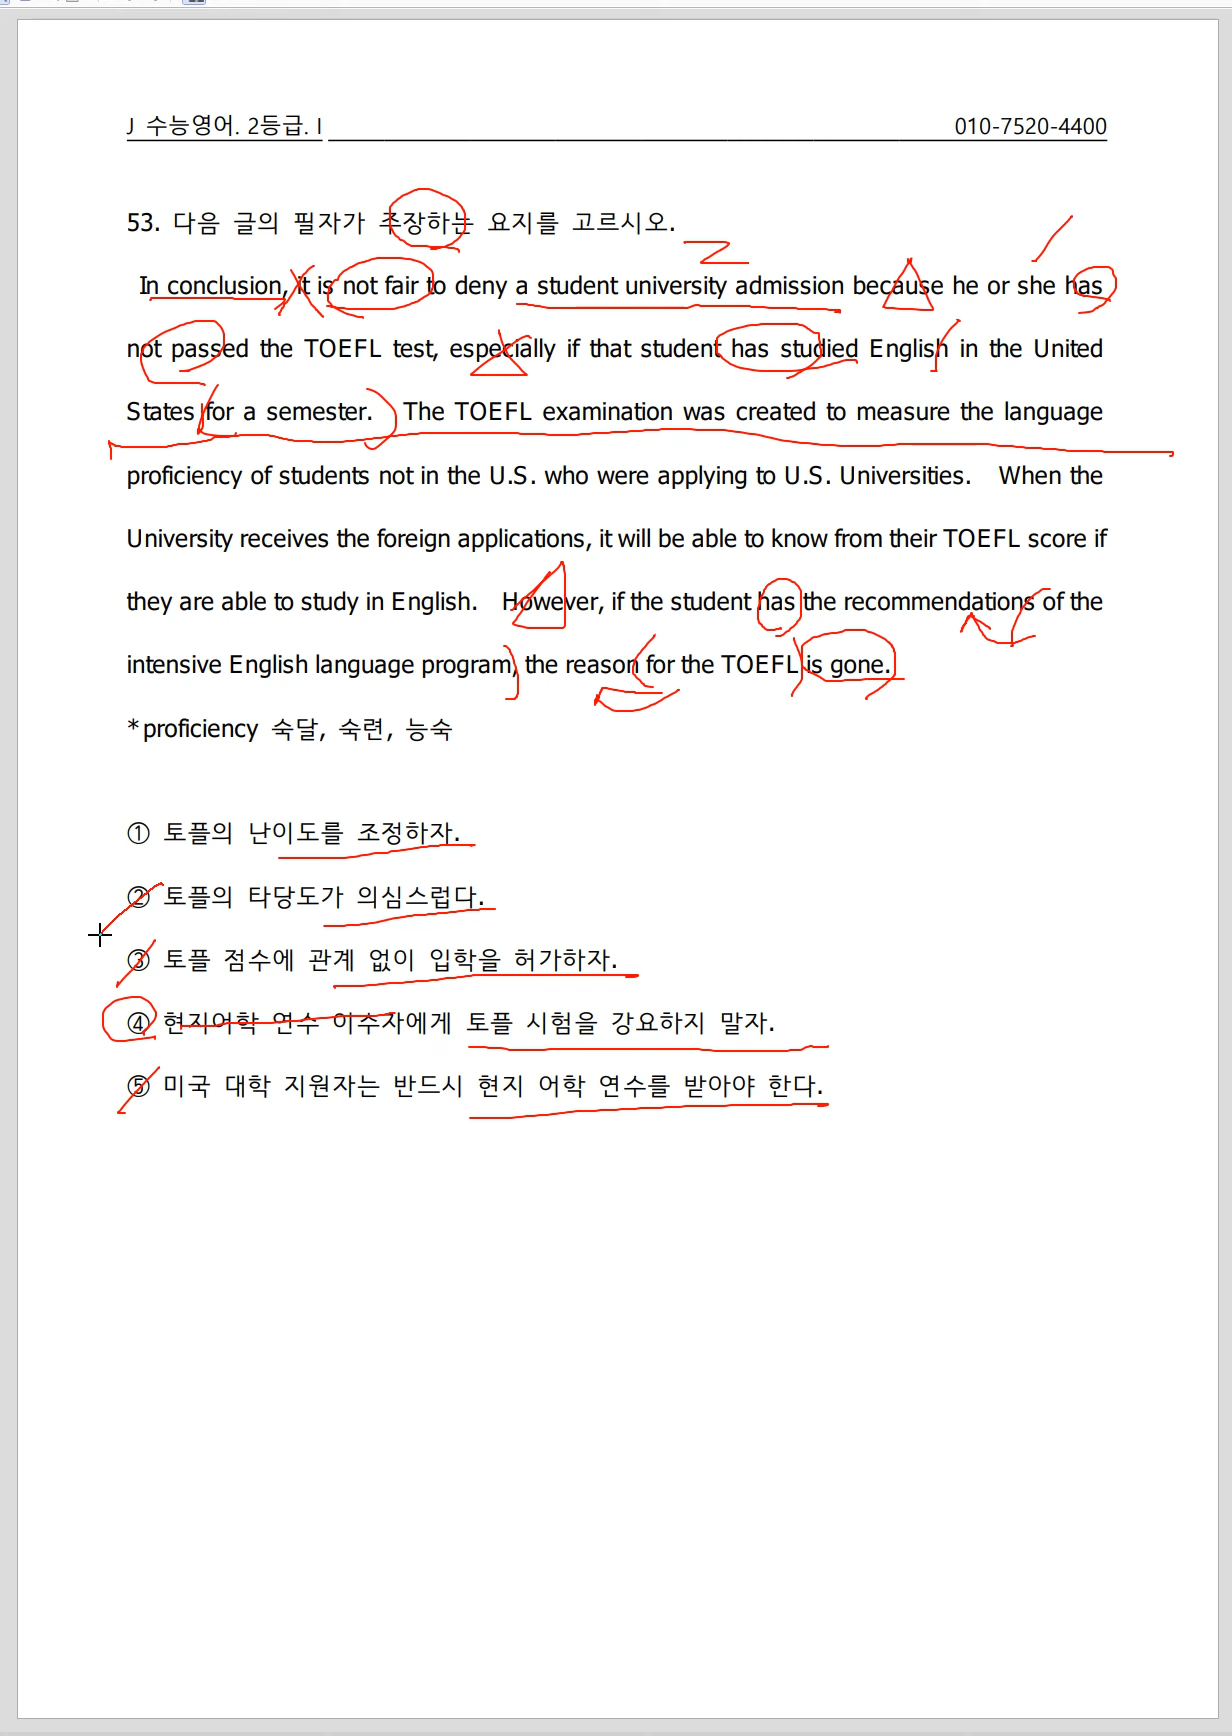 J 수능영어. 2등급. I 010-7520-4400
53. 다음 글의 필자가 주장하는 요지를 고르시오.
In conclusion, it is not fair to deny a student university admission because he or she has
not passed the TOEFL test, especially if that student has studied English in the United
States for a semester. The TOEFL examination was created to measure the language
proficiency of students not in the U.S. who were applying to U.S. Universities. When the
University receives the foreign applications, it will be able to know from their TOEFL score if
they are able to study in English. However, if the student has the recommendations of the
intensive English language program, the reason for the TOEFL is gone.
*proficiency 숙달, 숙련, 능숙
① 토플의 난이도를 조정하자.
② 토플의 타당도가 의심스럽다.
③ 토플 점수에 관계 없이 입학을 허가하자.
④ 현지어학 연수 이수자에게 토플 시험을 강요하지 말자.
⑤ 미국 대학 지원자는 반드시 현지 어학 연수를 받아야 한다.